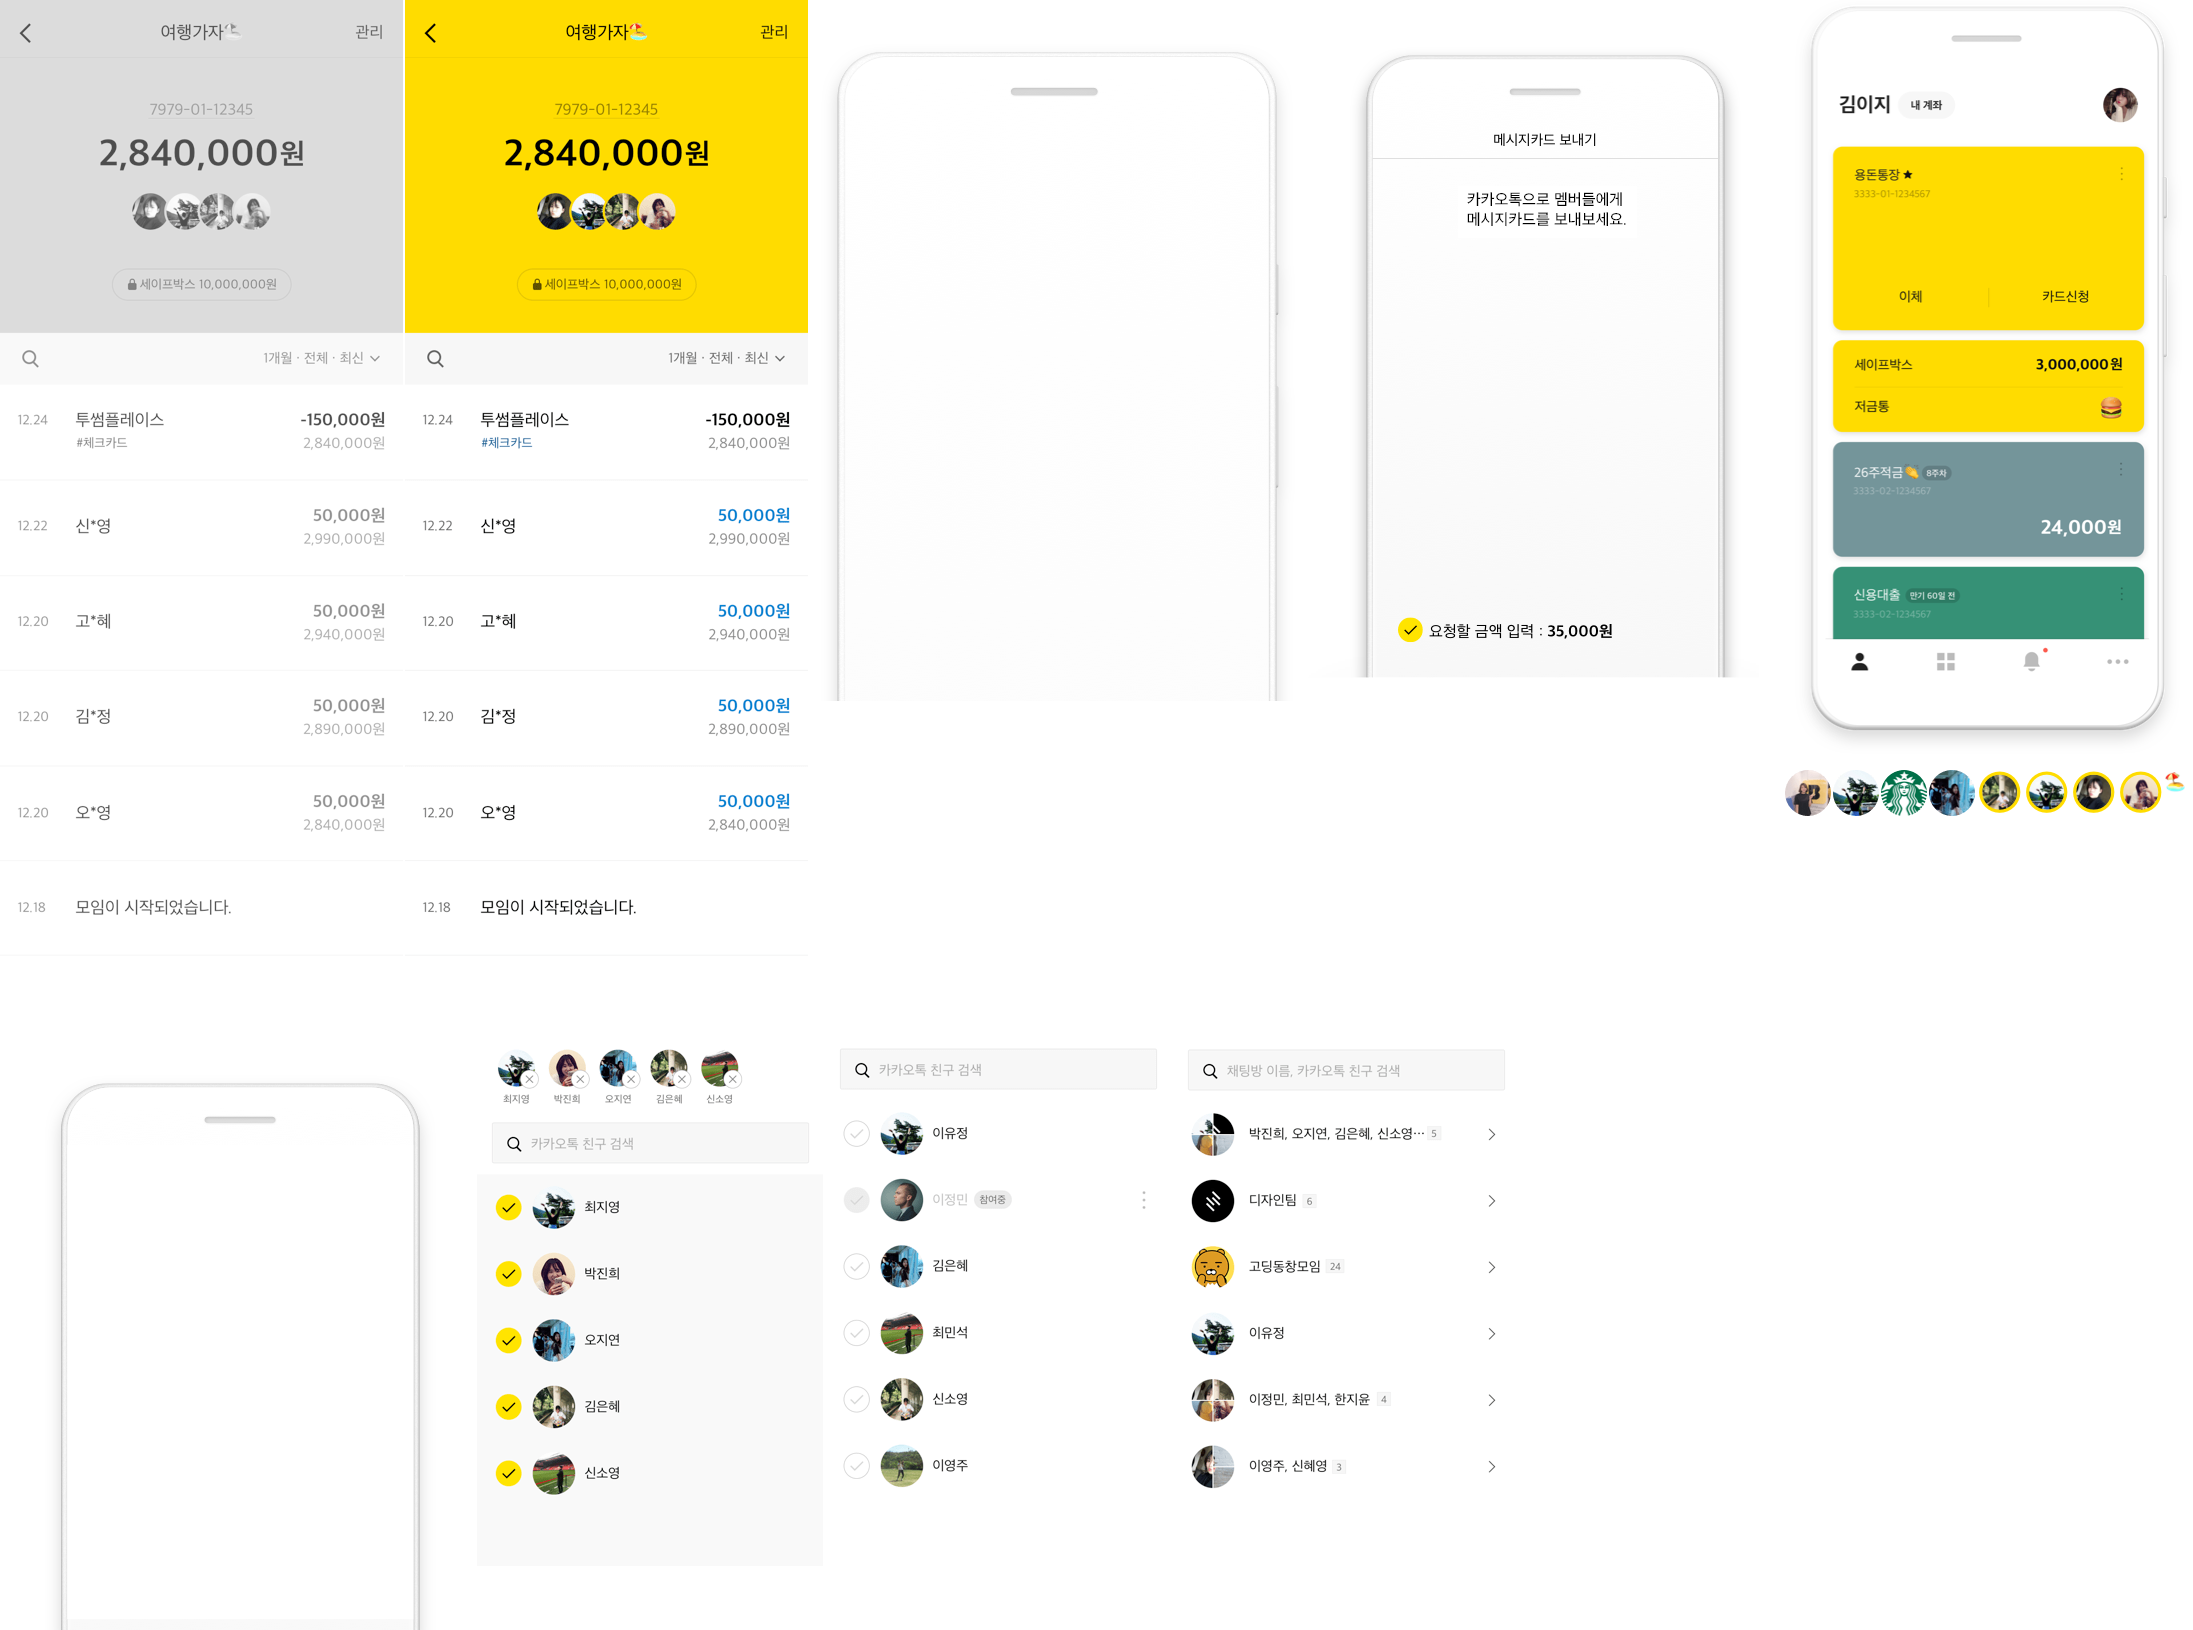 여행가자🏖
관리
7979-01-12345
2,840,000원
세이프박스 10,000,000원
1개월 · 전체 · 최신
12.24 투썸플레이스 -150,000원
#체크카드 2,840,000원
50,000원
12.22 신*영
2,990,000원
50,000원
12.20 고*혜
2,940,000원
50,000원
12.20 김*정
2,890,000원
50,000원
12.20 오*영
2,840,000원
12.18 모임이 시작되었습니다.
여행가자🏖
관리
7979-01-12345
2,840,000원
세이프박스 10,000,000원
1개월 · 전체 · 최신
12.24 투썸플레이스 -150,000원
#체크카드 2,840,000원
50,000원
12.22 신*영
2,990,000원
50,000원
12.20 고*혜
2,940,000원
50,000원
12.20 김*정
2,890,000원
50,000원
12.20 오*영
2,840,000원
12.18 모임이 시작되었습니다.
메시지카드 보내기
카카오톡으로 멤버들에게
메시지카드를 보내보세요.
요청할 금액 입력 : 35,000원
김이지 내 계좌
용돈통장 ★
3333-01-1234567
이체 카드신청
세이프박스 3,000,000원
저금통
26주적금👏 8주차
3333-02-1234567
24,000원
신용대출 만기 60일 전
3333-02-1234567
최지영 박진희 오지연 김은혜 신소영
카카오톡 친구 검색
최지영
박진희
오지연
김은혜
신소영
카카오톡 친구 검색
이유정
이정민 참여중
김은혜
최민석
신소영
이영주
채팅방 이름, 카카오톡 친구 검색
박진희, 오지연, 김은혜, 신소영… 5
디자인팀 6
고딩동창모임 24
이유정
이정민, 최민석, 한지윤 4
이영주, 신혜영 3